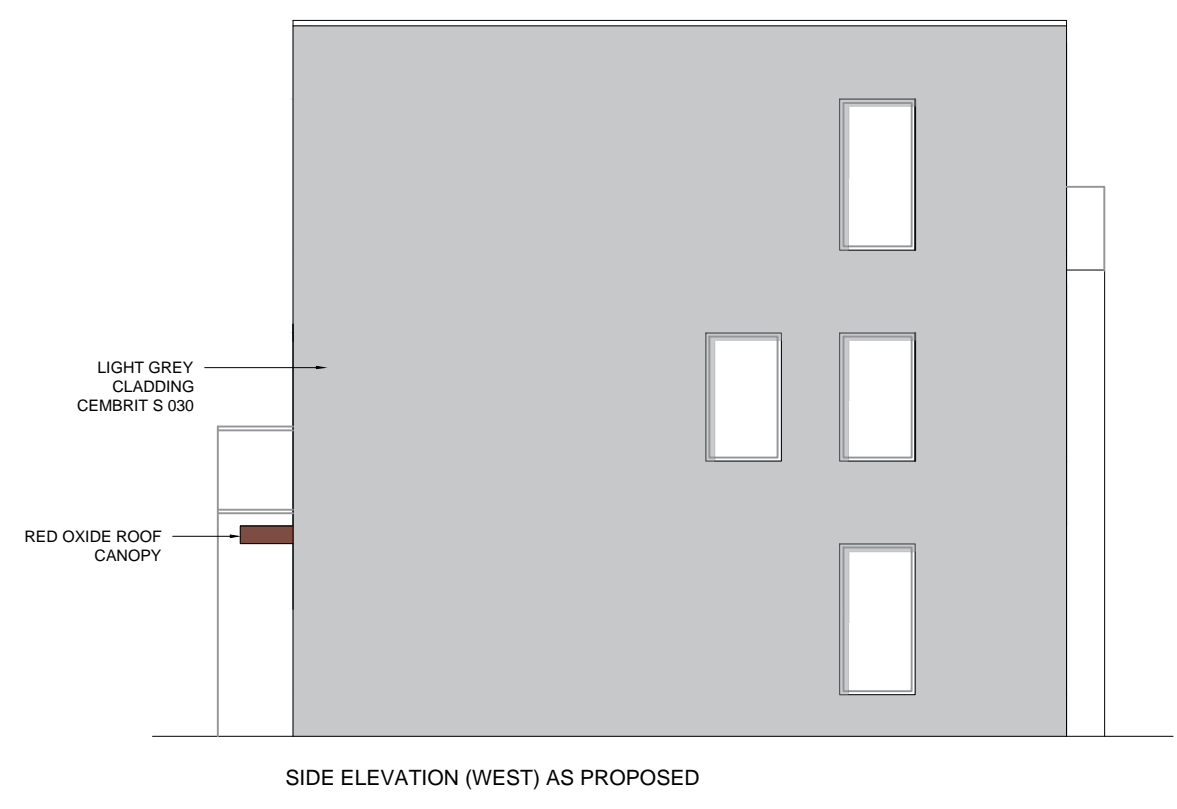 LIGHT GREY
CLADDING
CEMBRIT S 030
RED OXIDE ROOF
CANOPY
SIDE ELEVATION (WEST) AS PROPOSED